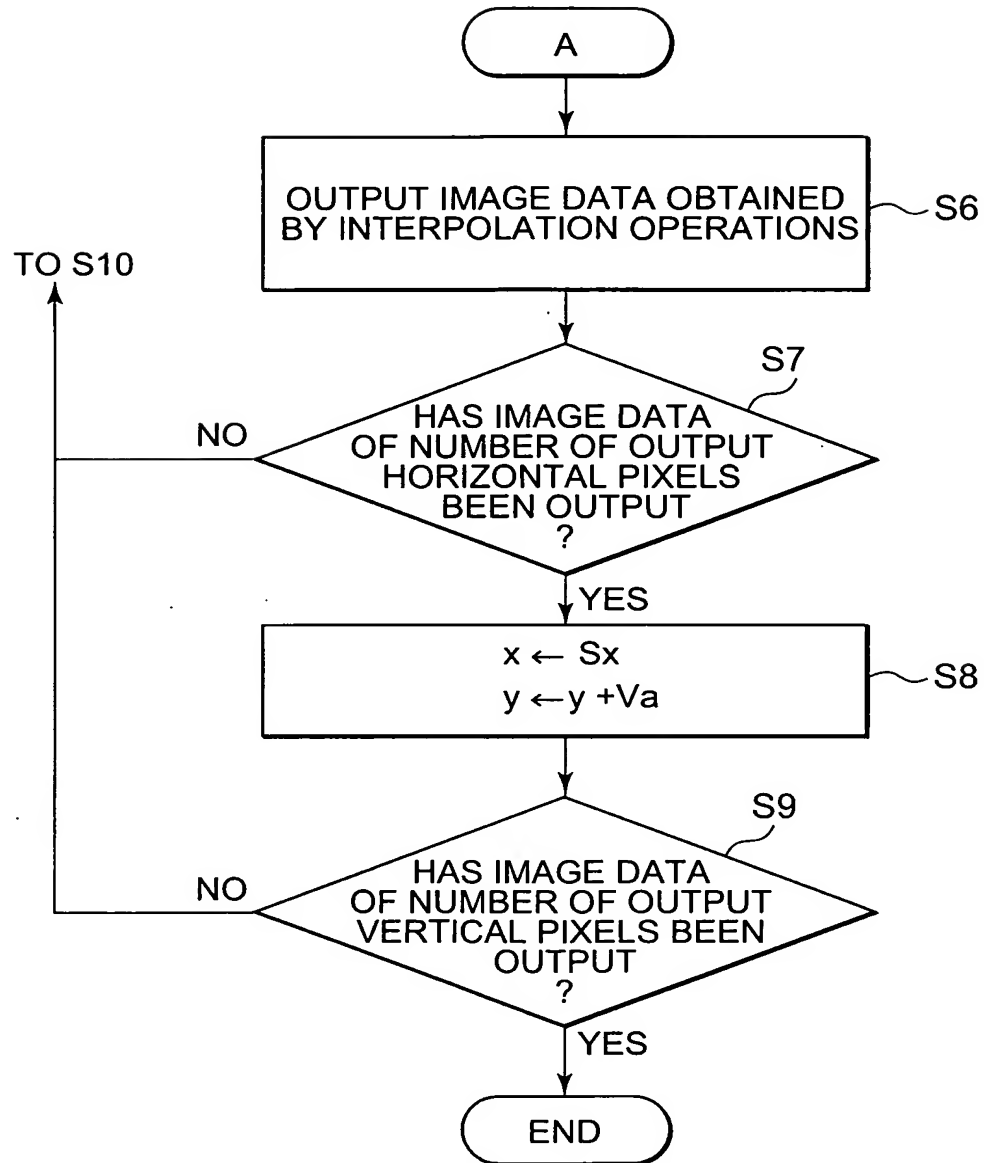 A
OUTPUT IMAGE DATA OBTAINED
BY INTERPOLATION OPERATIONS
S6
TO S10
S7
HAS IMAGE DATA
OF NUMBER OF OUTPUT
HORIZONTAL PIXELS
BEEN OUTPUT
?
NO
YES
x ← Sx
y ← y +Va
S8
S9
HAS IMAGE DATA
OF NUMBER OF OUTPUT
VERTICAL PIXELS BEEN
OUTPUT
?
NO
YES
END